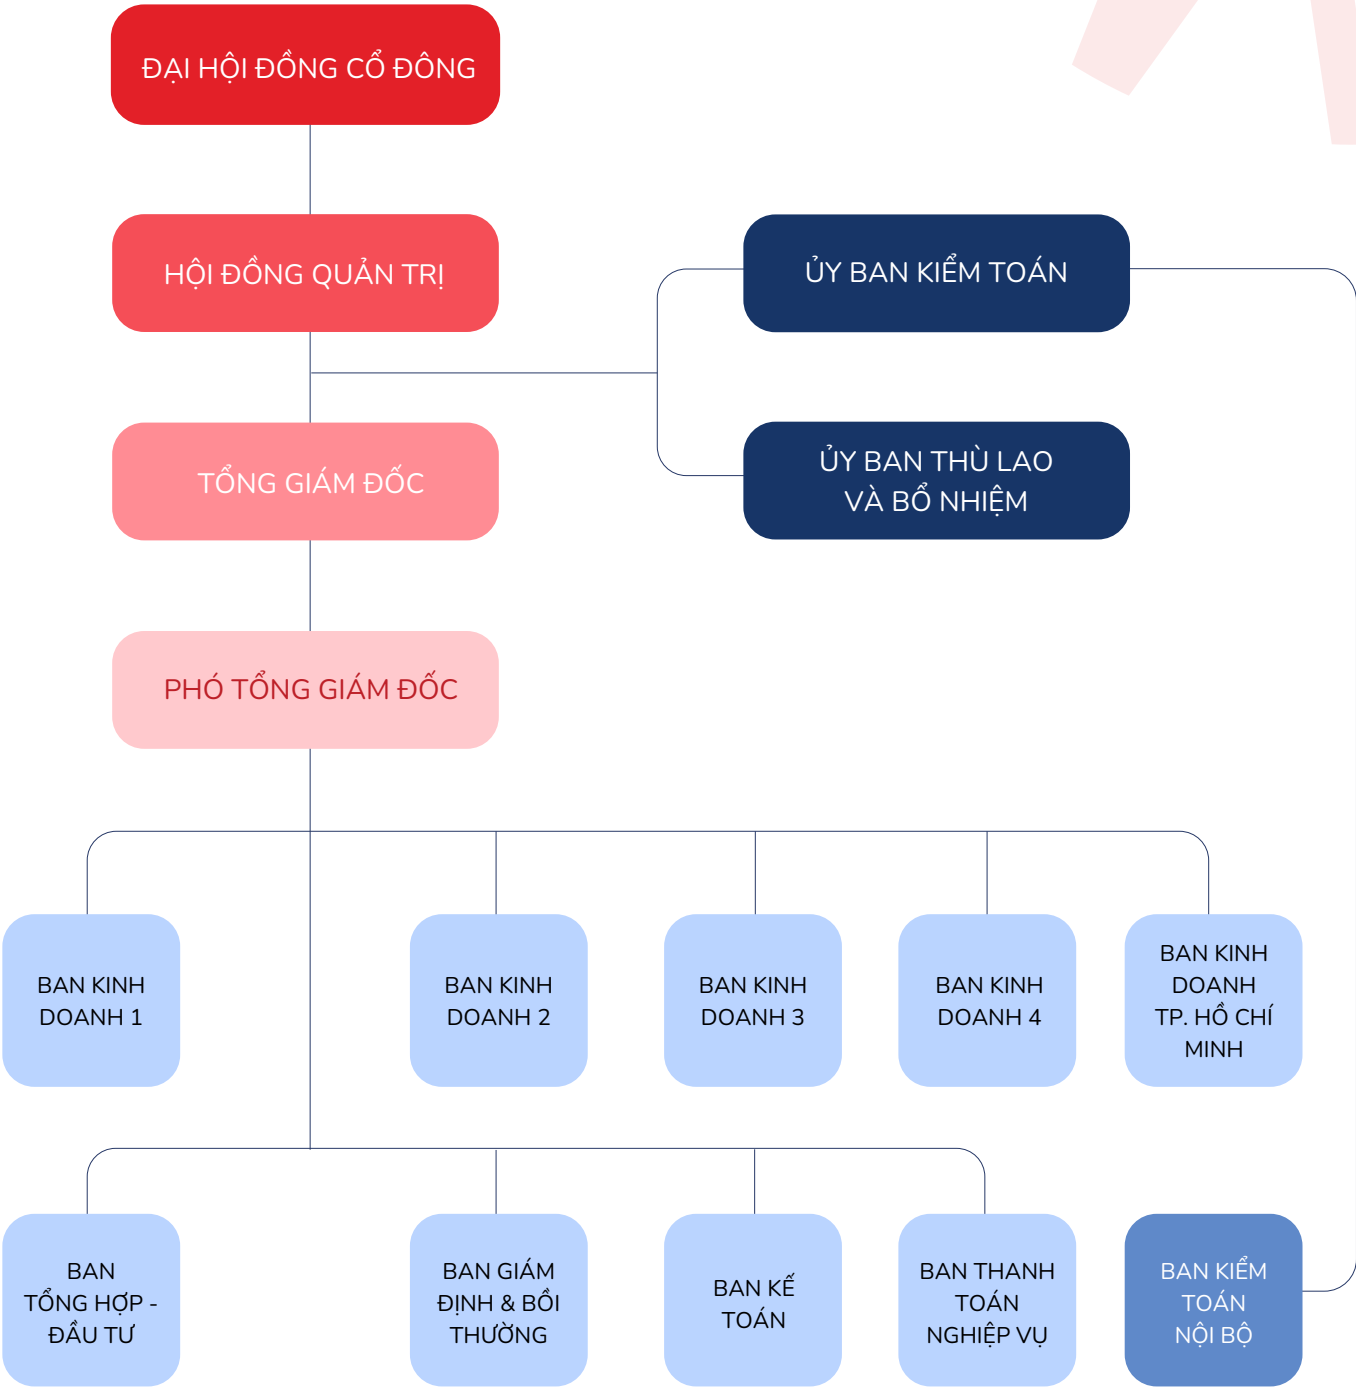 ĐẠI HỘI ĐỒNG CỔ ĐÔNG
HỘI ĐỒNG QUẢN TRỊ
ỦY BAN KIỂM TOÁN
TỔNG GIÁM ĐỐC
ỦY BAN THÙ LAO
VÀ BỔ NHIỆM
PHÓ TỔNG GIÁM ĐỐC
BAN KINH
DOANH 1
BAN KINH
DOANH 2
BAN KINH
DOANH 3
BAN KINH
DOANH 4
BAN KINH
DOANH
TP. HỒ CHÍ
MINH
BAN
TỔNG HỢP -
ĐẦU TƯ
BAN GIÁM
ĐỊNH & BỒI
THƯỜNG
BAN KẾ
TOÁN
BAN THANH
TOÁN
NGHIỆP VỤ
BAN KIỂM
TOÁN
NỘI BỘ